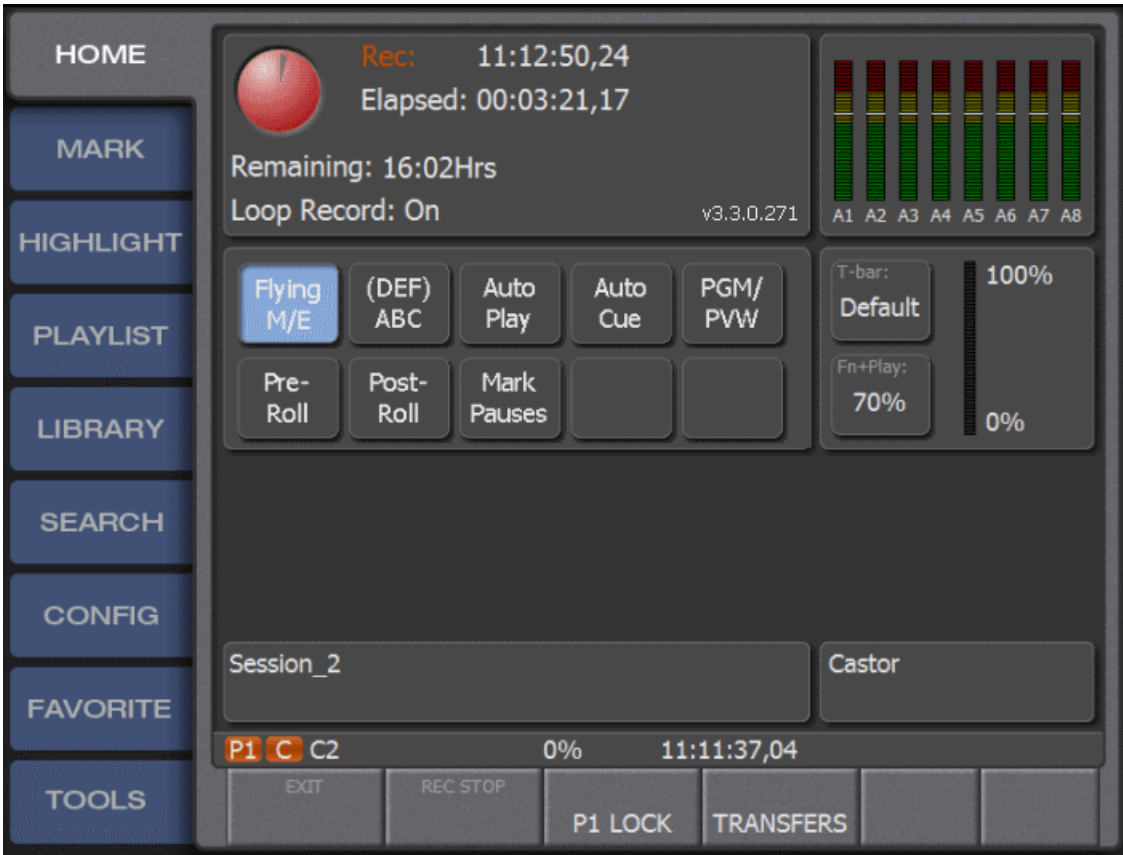 HOME
MARK
HIGHLIGHT
PLAYLIST
LIBRARY
SEARCH
CONFIG
FAVORITE
TOOLS
Rec: 11:12:50,24
Elapsed: 00:03:21,17
Remaining: 16:02Hrs
Loop Record: On
v3.3.0.271
A1 A2 A3 A4 A5 A6 A7 A8
Flying
M/E
(DEF)
ABC
Auto
Play
Auto
Cue
PGM/
PVW
Pre-
Roll
Post-
Roll
Mark
Pauses
T-bar:
Default
Fn+Play:
70%
100%
0%
Session_2
Castor
P1 C C2 0% 11:11:37,04
EXIT
REC STOP
P1 LOCK
TRANSFERS